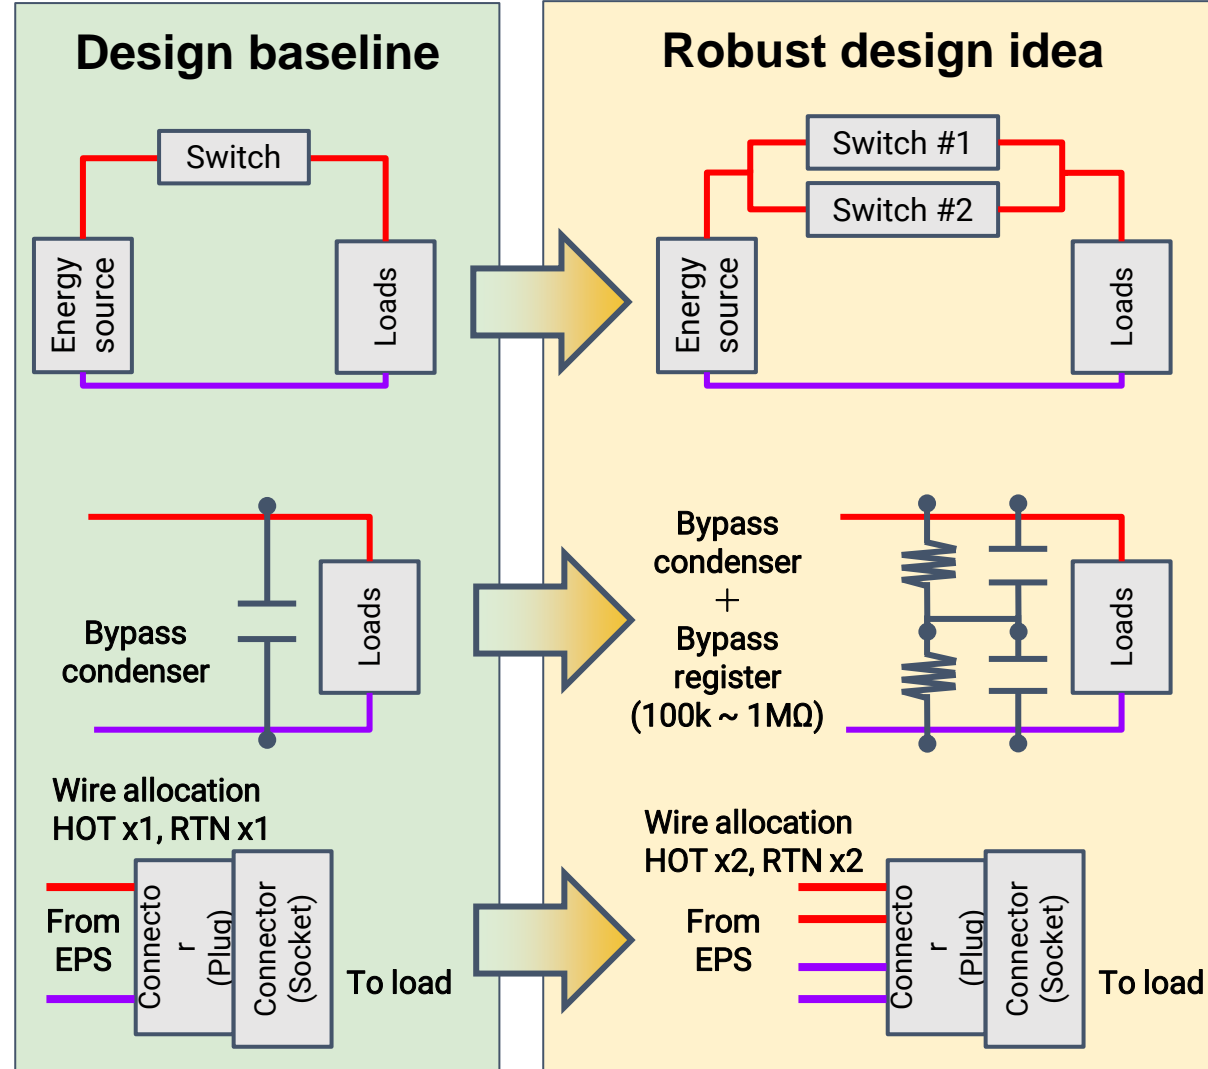 Design baseline
Switch
Energy
source
Loads
Bypass
condenser
Loads
Wire allocation
HOT x1, RTN x1
From
EPS
Connecto
r
(Plug)
Connector
(Socket)
To load
Robust design idea
Switch #1
Switch #2
Energy
source
Loads
Bypass
condenser
+
Bypass
register
(100k ~ 1MΩ)
Loads
Wire allocation
HOT x2, RTN x2
From
EPS
Connecto
r
(Plug)
Connector
(Socket)
To load